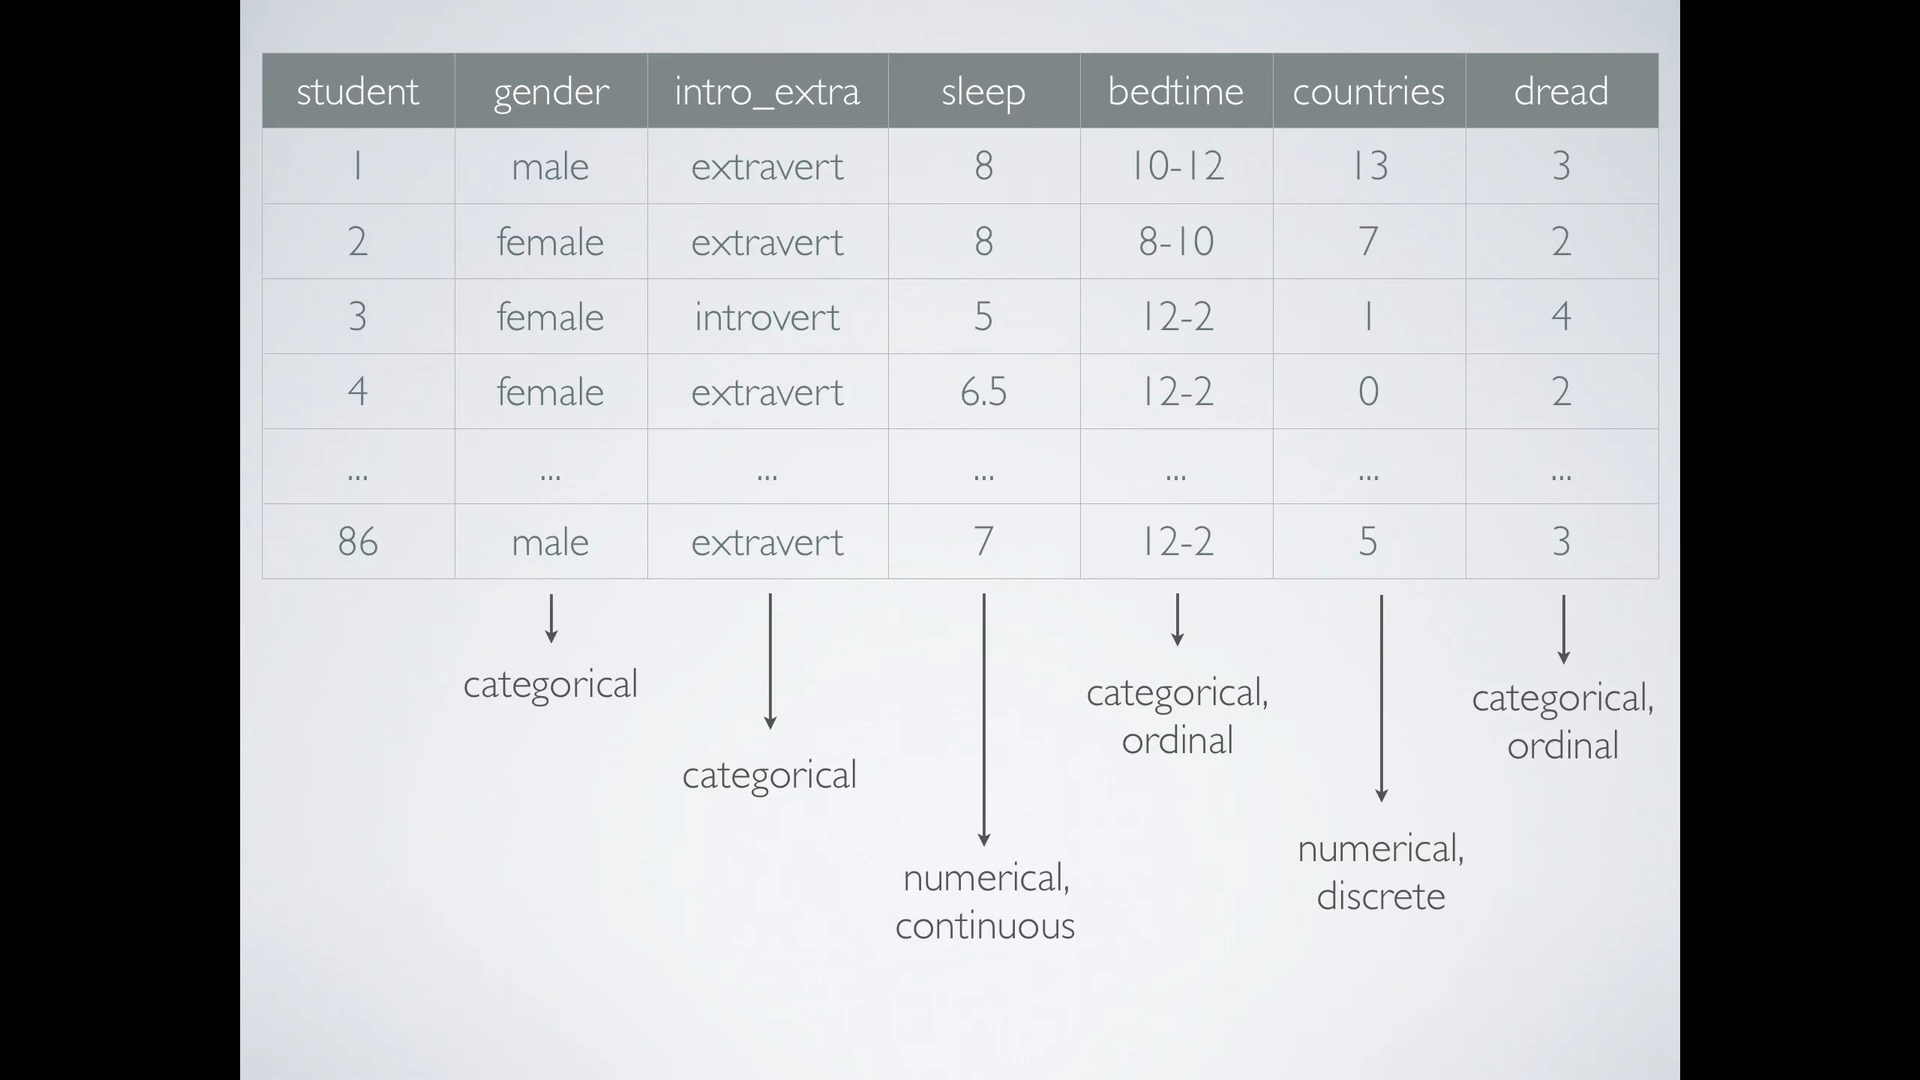 student gender intro_extra sleep bedtime countries dread
1 male extravert 8 10-12 13 3
2 female extravert 8 8-10 7 2
3 female introvert 5 12-2 1 4
4 female extravert 6.5 12-2 0 2
... ... ... ... ... ... ...
86 male extravert 7 12-2 5 3
categorical
categorical
numerical,
continuous
categorical,
ordinal
numerical,
discrete
categorical,
ordinal